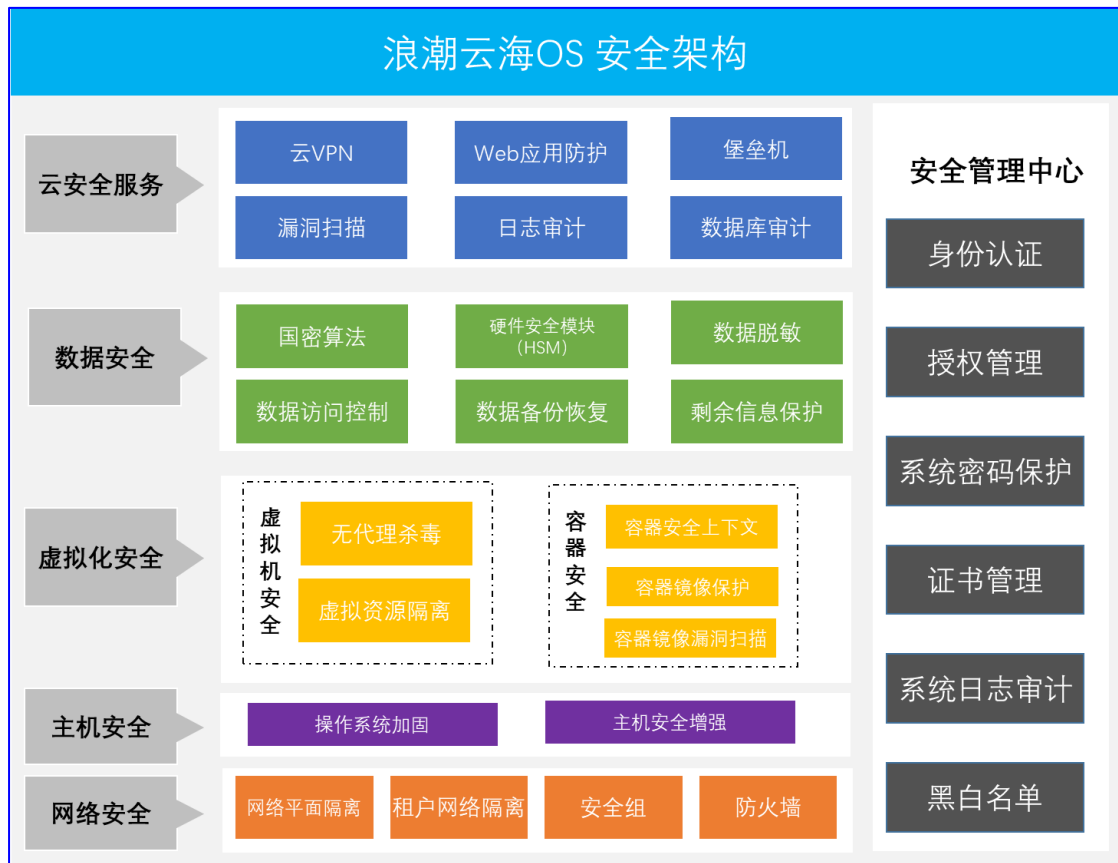 浪潮云海OS 安全架构
云安全服务
云VPN
Web应用防护
堡垒机
漏洞扫描
日志审计
数据库审计
数据安全
国密算法
硬件安全模块
(HSM)
数据脱敏
数据访问控制
数据备份恢复
剩余信息保护
虚拟化安全
虚拟机安全
无代理杀毒
虚拟资源隔离
容器安全
容器安全上下文
容器镜像保护
容器镜像漏洞扫描
主机安全
操作系统加固
主机安全增强
网络安全
网络平面隔离
租户网络隔离
安全组
防火墙
安全管理中心
身份认证
授权管理
系统密码保护
证书管理
系统日志审计
黑白名单